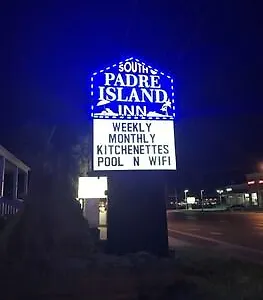 SOUTH
PADRE
ISLAND
INN
WEEKLY
MONTHLY
KITCHENETTES
POOL N WIFI